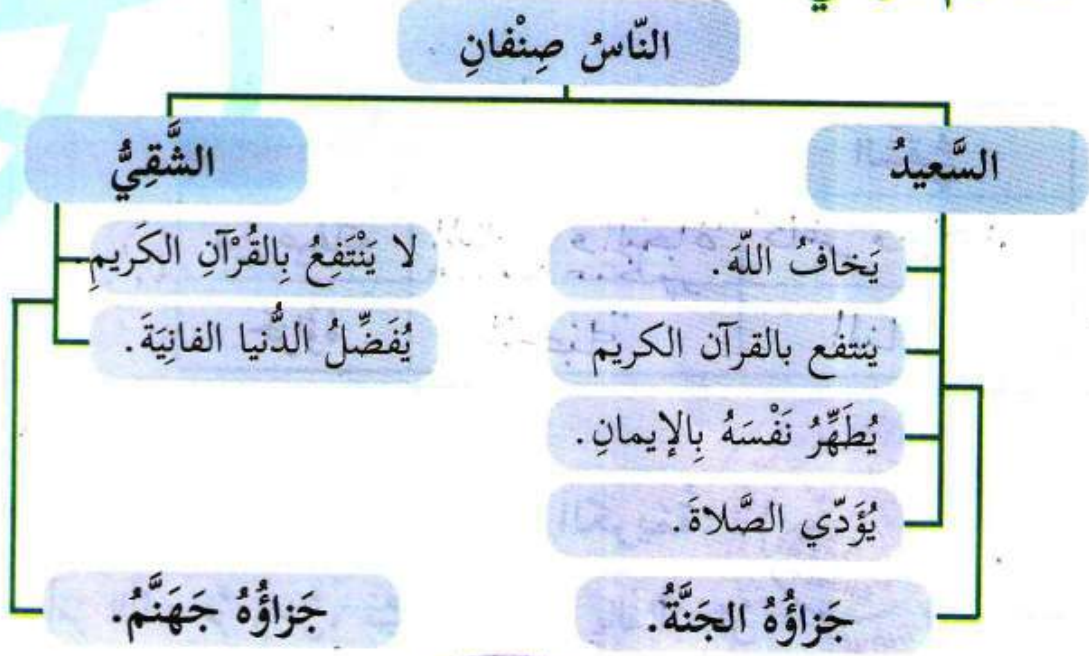 النّاسُ صِنْفانِ
السَّعيدُ
الشَّقِيُّ
يَخافُ اللّهَ.
لا يَنْتَفِعُ بِالقُرْآنِ الكَريمِ.
ينتفع بالقرآن الكريم.
يُفَضِّلُ الدُّنيا الفانِيَةَ.
يُطَهِّرُ نَفْسَهُ بِالإيمانِ.
يُؤَدّي الصَّلاةَ.
جَزاؤُهُ الجَنَّةُ.
جَزاؤُهُ جَهَنَّمُ.